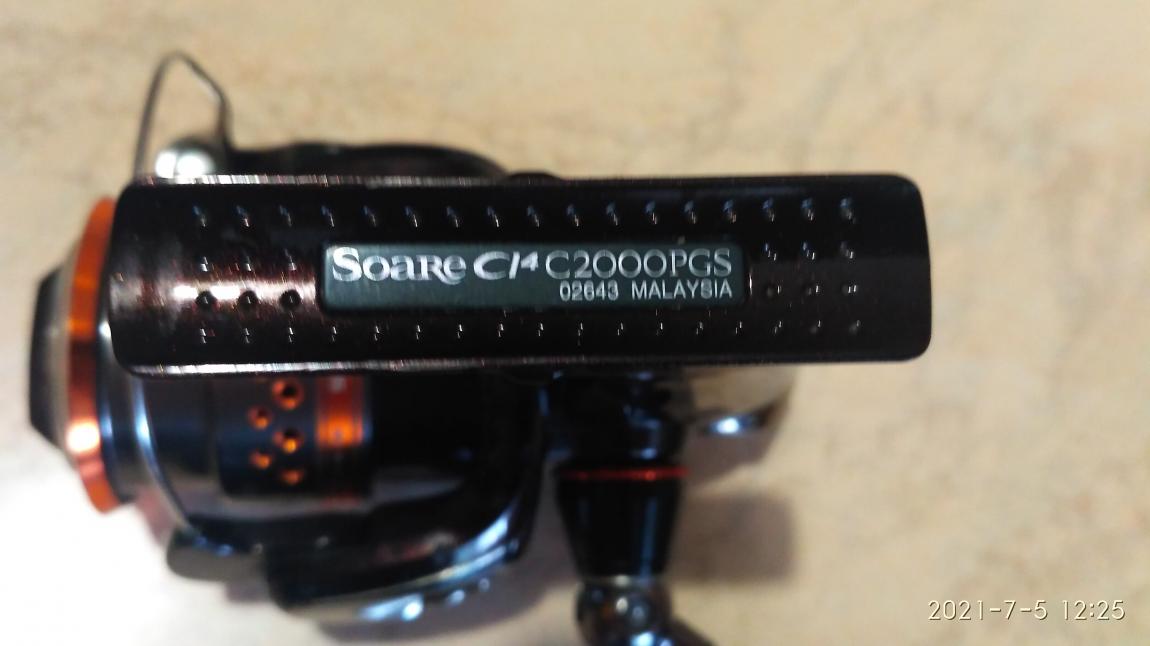 Soare CI4 C2000PGS
02643 MALAYSIA
2021-7-5 12:25